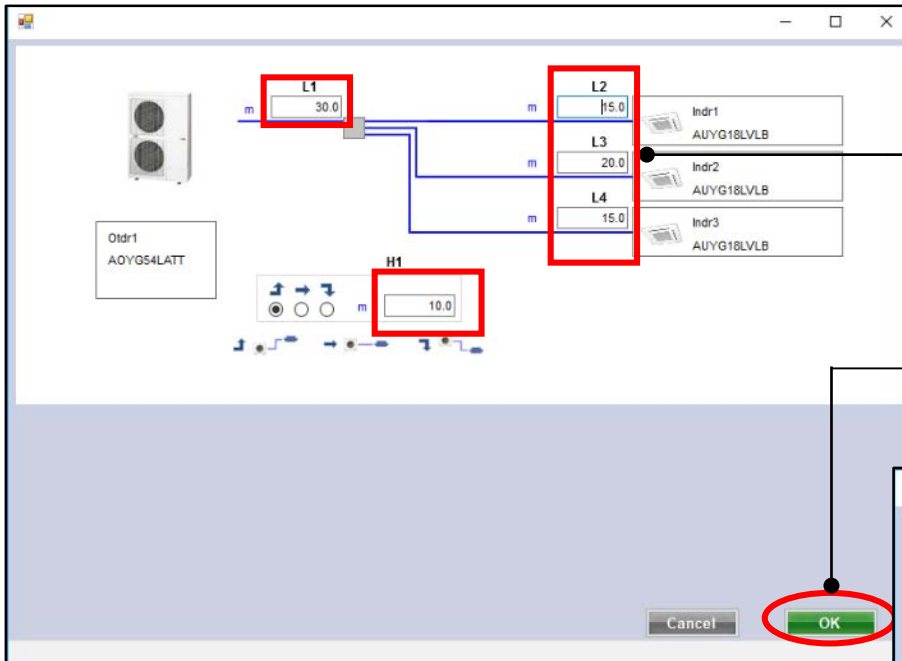 L1
m 30.0
L2
m 15.0
Indr1
AUYG18LVLB
L3
m 20.0
Indr2
AUYG18LVLB
L4
m 15.0
Indr3
AUYG18LVLB
Otdr1
AOYG54LATT
H1
m 10.0
Cancel OK